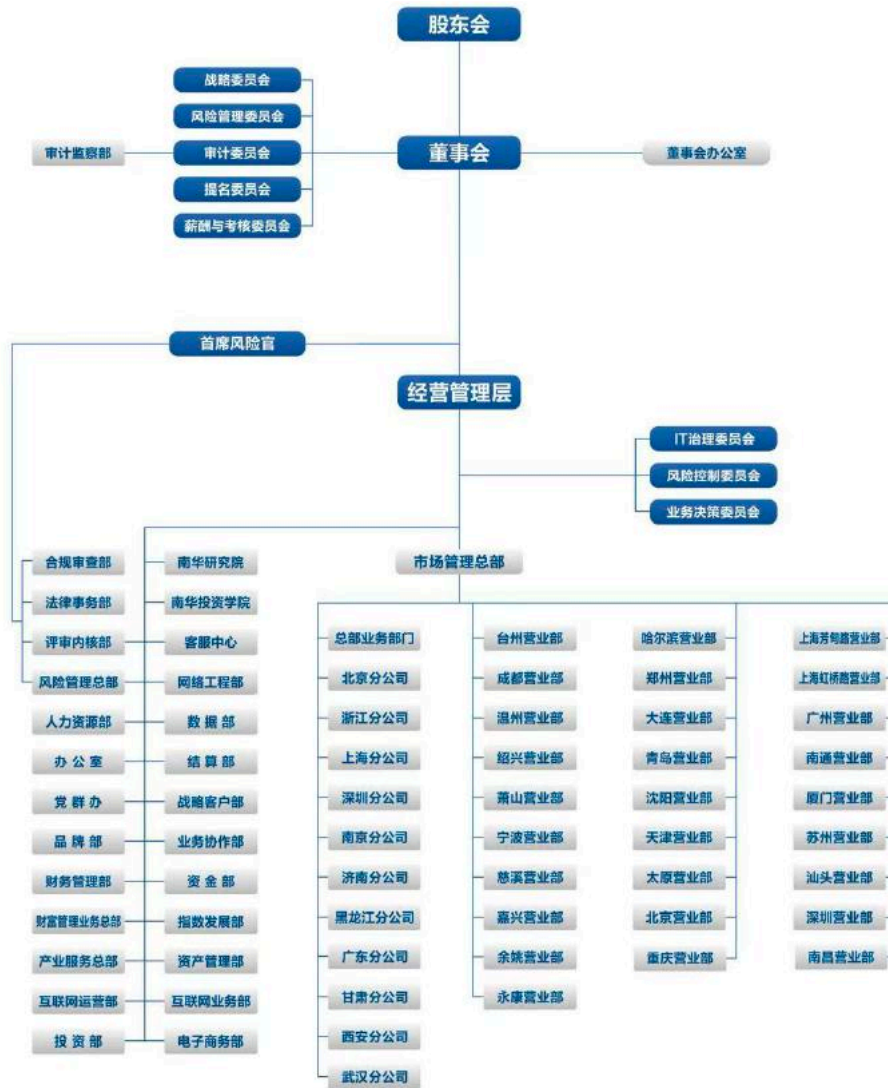 股东会
战略委员会
风险管理委员会
审计监察部
审计委员会
董事会
董事会办公室
提名委员会
薪酬与考核委员会
首席风险官
经营管理层
IT治理委员会
风险控制委员会
业务决策委员会
市场管理总部
合规审查部
法律事务部
评审内核部
风险管理总部
人力资源部
办公室
党群办
品牌部
财务管理部
财富管理业务总部
产业服务总部
互联网运营部
投资部
南华研究院
南华投资学院
客服中心
网络工程部
数据部
结算部
战略客户部
业务协作部
资金部
指数发展部
资产管理部
互联网业务部
电子商务部
总部业务部门
北京分公司
浙江分公司
上海分公司
深圳分公司
南京分公司
济南分公司
黑龙江分公司
广东分公司
甘肃分公司
西安分公司
武汉分公司
台州营业部
成都营业部
温州营业部
绍兴营业部
萧山营业部
宁波营业部
慈溪营业部
嘉兴营业部
余姚营业部
永康营业部
哈尔滨营业部
郑州营业部
大连营业部
青岛营业部
沈阳营业部
天津营业部
太原营业部
北京营业部
重庆营业部
上海芳甸路营业部
上海虹桥路营业部
广州营业部
南通营业部
厦门营业部
苏州营业部
汕头营业部
深圳营业部
南昌营业部